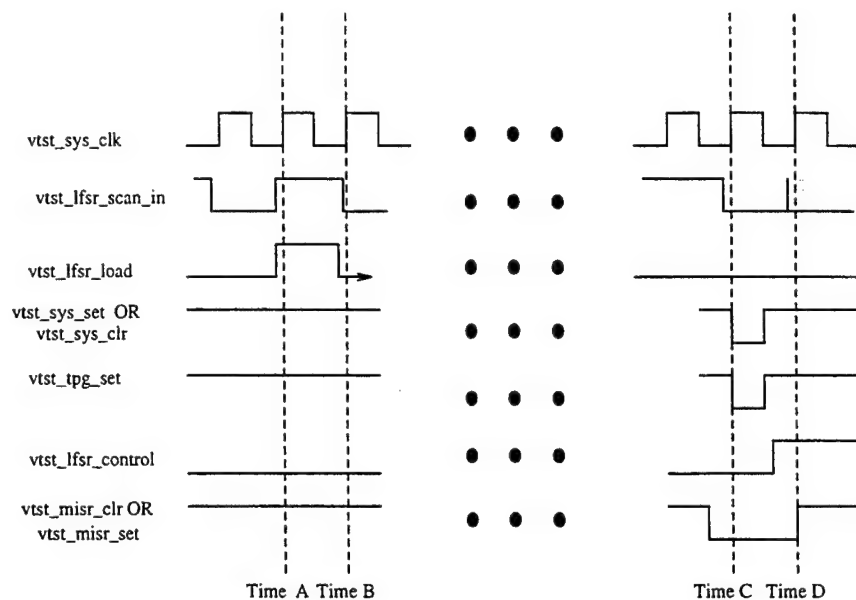 vtst_sys_clk
vtst_lfsr_scan_in
vtst_lfsr_load
vtst_sys_set OR
vtst_sys_clr
vtst_tpg_set
vtst_lfsr_control
vtst_misr_clr OR
vtst_misr_set
Time A Time B Time C Time D